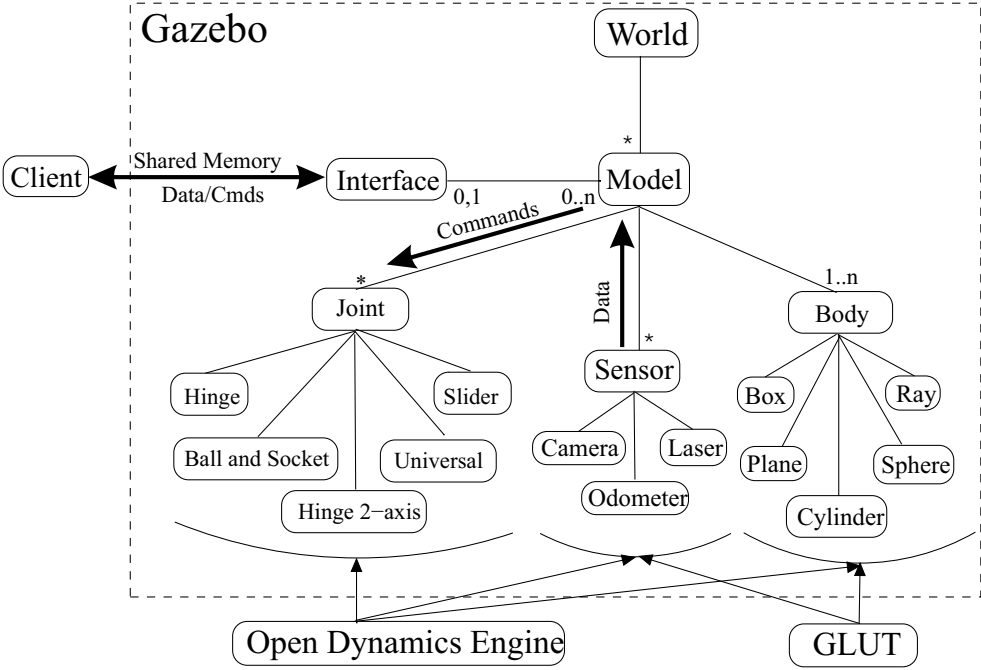 Gazebo
World
*
Client
Shared Memory
Data/Cmds
Interface
0,1
0..n
Model
Commands
Data
*
Joint
*
Sensor
1..n
Body
Hinge
Slider
Ball and Socket
Universal
Hinge 2−axis
Camera
Laser
Odometer
Box
Ray
Plane
Sphere
Cylinder
Open Dynamics Engine
GLUT